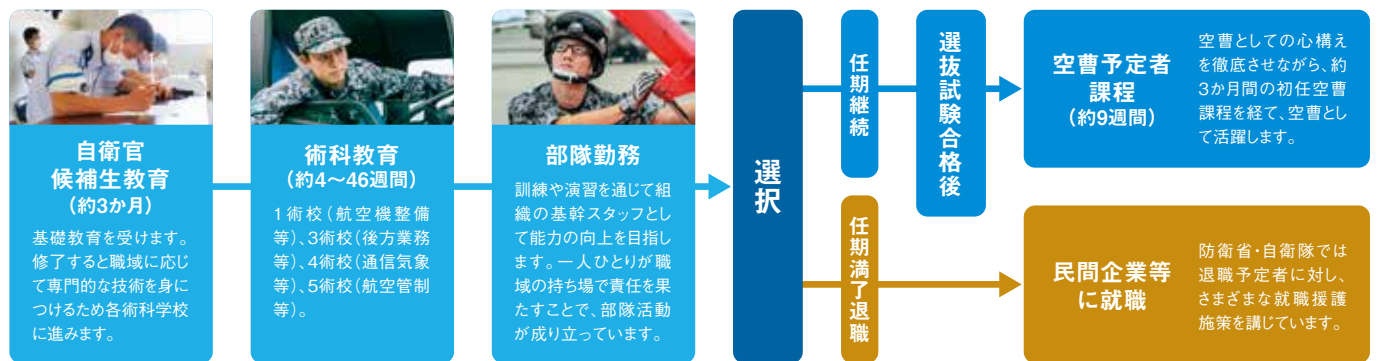 自衛官
候補生教育
(約3か月)
基礎教育を受けます。
修了すると職域に応じ
て専門的な技術を身に
つけるため各術科学校
に進みます。
術科教育
(約4～46週間)
1術校(航空機整備
等)、3術校(後方業務
等)、4術校(通信気象
等)、5術校(航空管制
等)。
部隊勤務
訓練や演習を通じて組
織の基幹スタッフとし
て能力の向上を目指し
ます。一人ひとりが職
域の持ち場で責任を果
たすことで、部隊活動
が成り立っています。
選択
任期継続
選抜試験合格後
空曹予定者
課程
(約9週間)
空曹としての心構え
を徹底させながら、約
3か月間の初任空曹
課程を経て、空曹とし
て活躍します。
任期満了退職
民間企業等
に就職
防衛省・自衛隊では
退職予定者に対し、
さまざまな就職援護
施策を講じています。